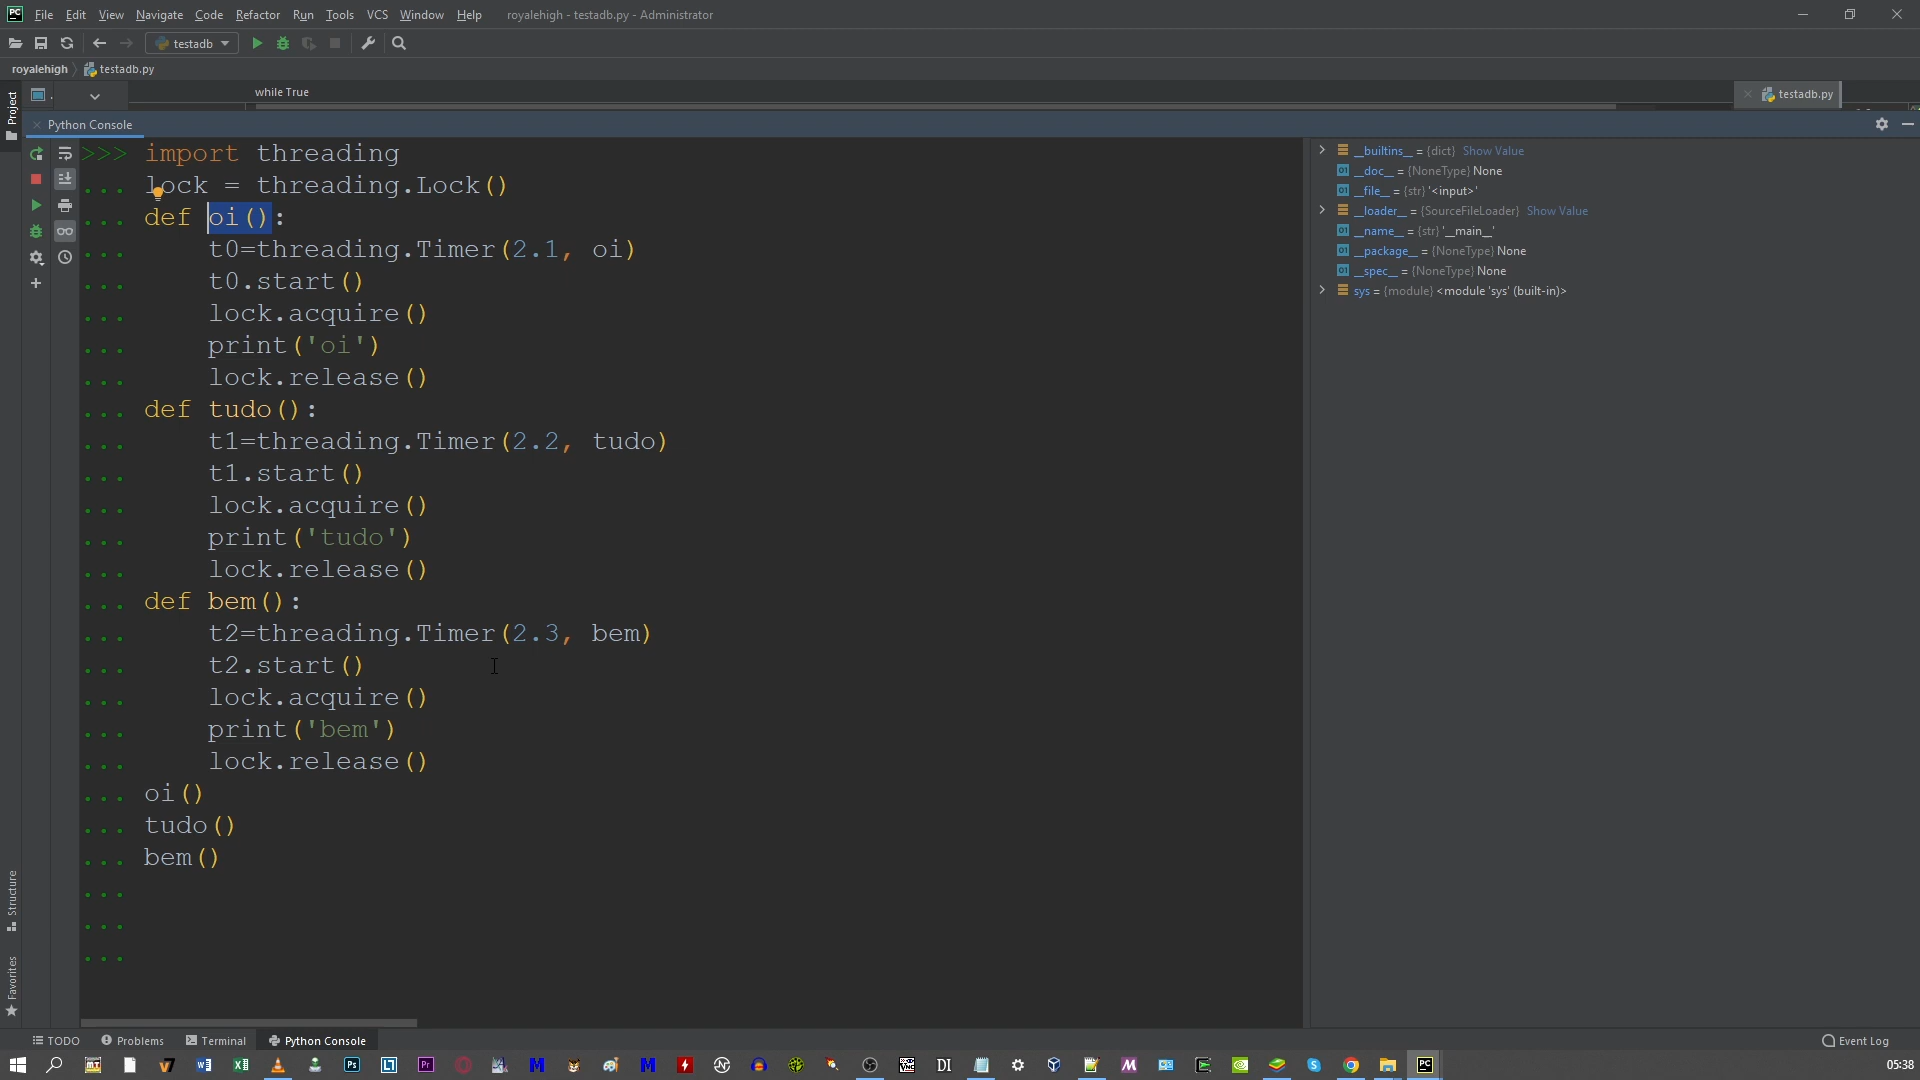 File Edit View Navigate Code Refactor Run Tools VCS Window Help royalehigh - testadb.py - Administrator
testadb
royalehigh testadb.py
while True
testadb.py
Project
Python Console
>>> import threading
... lock = threading.Lock()
... def oi():
...     t0=threading.Timer(2.1, oi)
...     t0.start()
...     lock.acquire()
...     print('oi')
...     lock.release()
... def tudo():
...     t1=threading.Timer(2.2, tudo)
...     t1.start()
...     lock.acquire()
...     print('tudo')
...     lock.release()
... def bem():
...     t2=threading.Timer(2.3, bem)
...     t2.start()
...     lock.acquire()
...     print('bem')
...     lock.release()
... oi()
... tudo()
... bem()
...
...
...
__builtins__ = {dict} Show Value
__doc__ = {NoneType} None
__file__ = {str} '<input>'
__loader__ = {SourceFileLoader} Show Value
__name__ = {str} '__main__'
__package__ = {NoneType} None
__spec__ = {NoneType} None
sys = {module} <module 'sys' (built-in)>
Structure
Favorites
TODO Problems Terminal Python Console Event Log
05:38